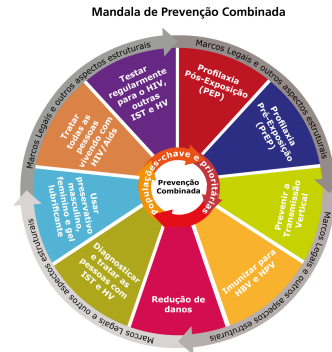 Mandala de Prevenção Combinada
Marcos Legais e outros aspectos estruturais
Marcos Legais e outros aspectos estruturais
Marcos Legais e outros aspectos estruturais
Marcos Legais e outros aspectos estruturais
Testar
regularmente
para o HIV,
outras
IST e HV
Profilaxia
Pós-Exposição
(PEP)
Profilaxia
Pré-Exposição
(PrEP)
Prevenir a
Transmissão
Vertical
Imunizar para
HBV e HPV
Redução de
danos
Diagnosticar
e tratar as
pessoas com
IST e HV
Usar
preservativo
masculino,
feminino e gel
lubrificante
Tratar
todas as
pessoas
vivendo com
HIV/Aids
Populações-chave e prioritárias
Prevenção
Combinada